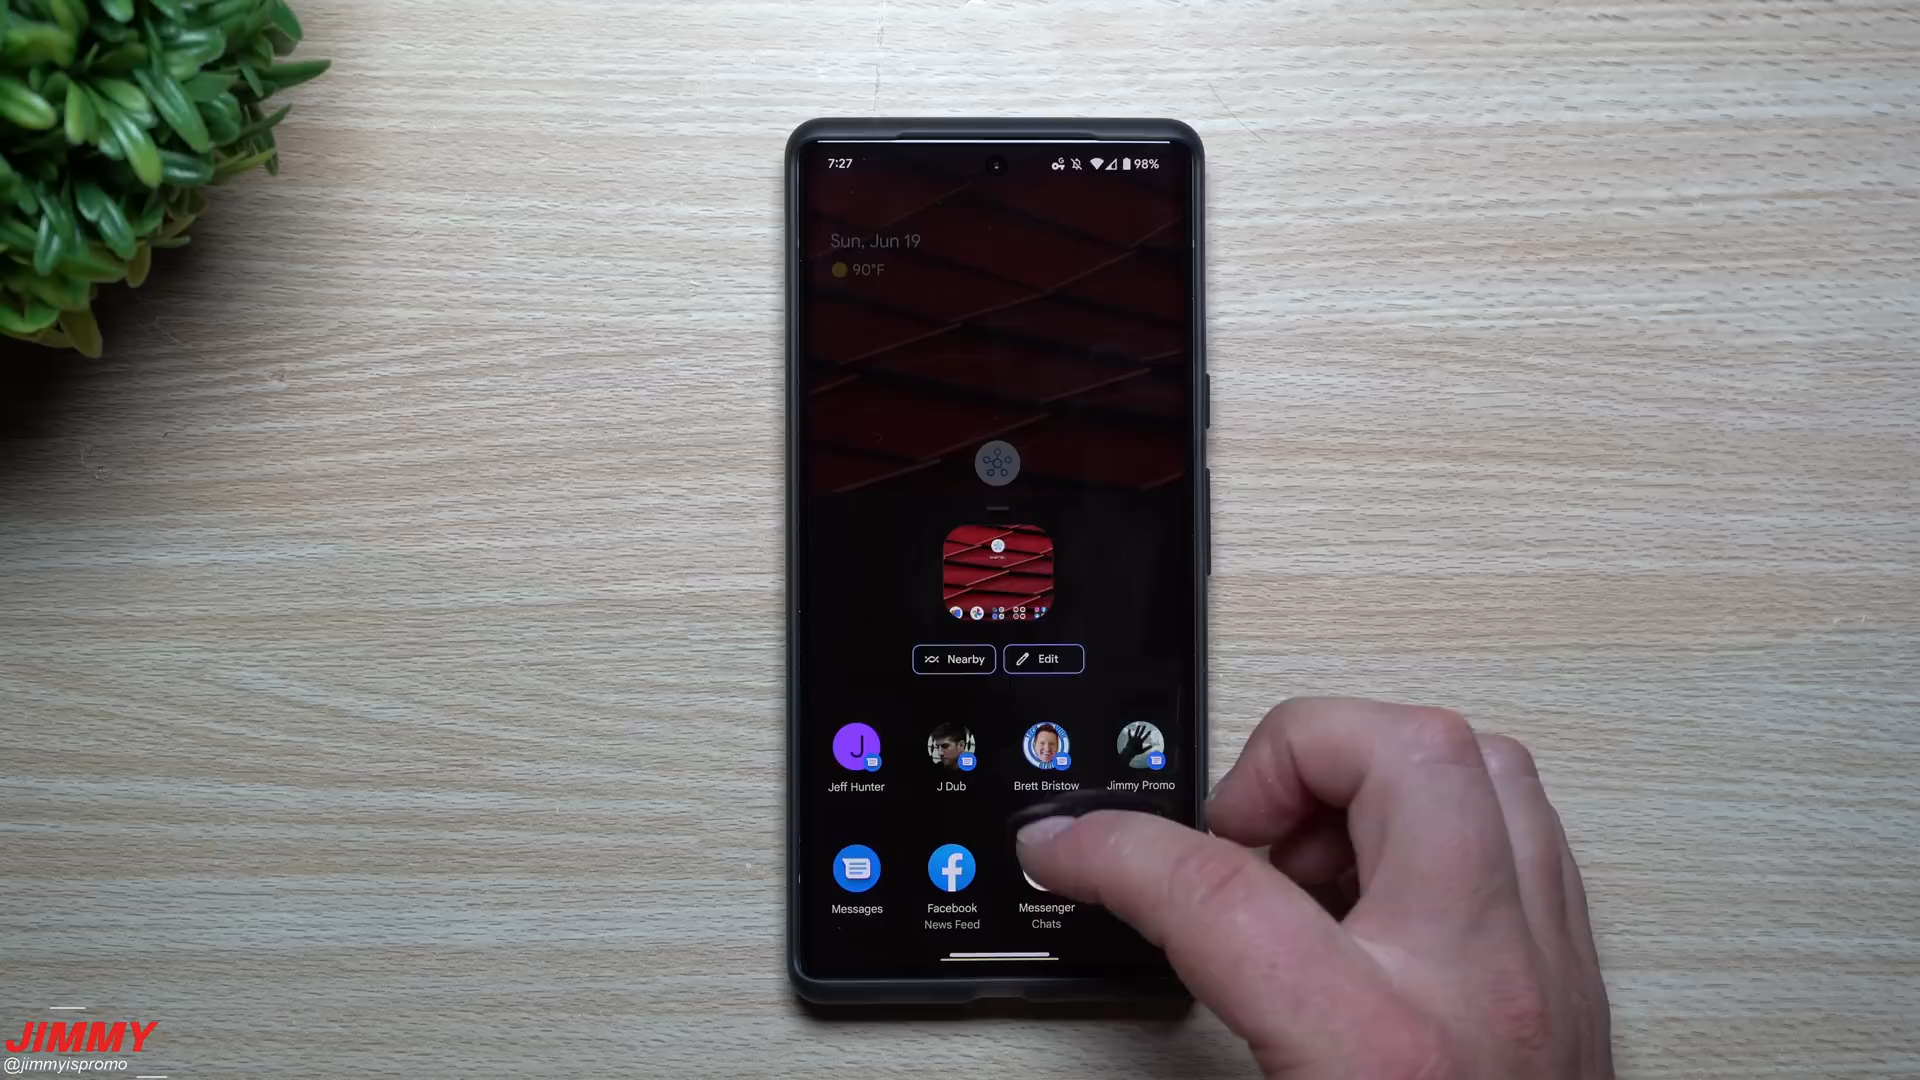 7:27
98%
Sun, Jun 19
90°F
Nearby
Edit
J
Jeff Hunter
J Dub
Brett Bristow
Jimmy Promo
Messages
Facebook
News Feed
Messenger
Chats
JIMMY
@jimmyispromo